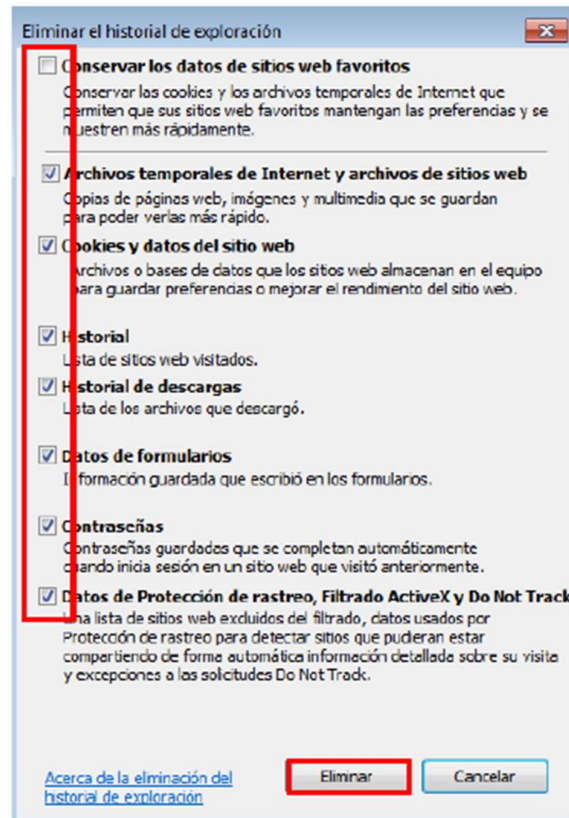 Eliminar el historial de exploración
Conservar los datos de sitios web favoritos
Conservar las cookies y los archivos temporales de Internet que
permiten que sus sitios web favoritos mantengan las preferencias y se
muestren más rápidamente.
Archivos temporales de Internet y archivos de sitios web
Copias de páginas web, imágenes y multimedia que se guardan
para poder verlas más rápido.
Cookies y datos del sitio web
Archivos o bases de datos que los sitios web almacenan en el equipo
para guardar preferencias o mejorar el rendimiento del sitio web.
Historial
Lista de sitios web visitados.
Historial de descargas
Lista de los archivos que descargó.
Datos de formularios
Información guardada que escribió en los formularios.
Contraseñas
Contraseñas guardadas que se completan automáticamente
cuando inicia sesión en un sitio web que visitó anteriormente.
Datos de Protección de rastreo, Filtrado ActiveX y Do Not Track
Una lista de sitios web excluidos del filtrado, datos usados por
Protección de rastreo para detectar sitios que pudieran estar
compartiendo de forma automática información detallada sobre su visita
y excepciones a las solicitudes Do Not Track.
Acerca de la eliminación del
historial de exploración
Eliminar
Cancelar